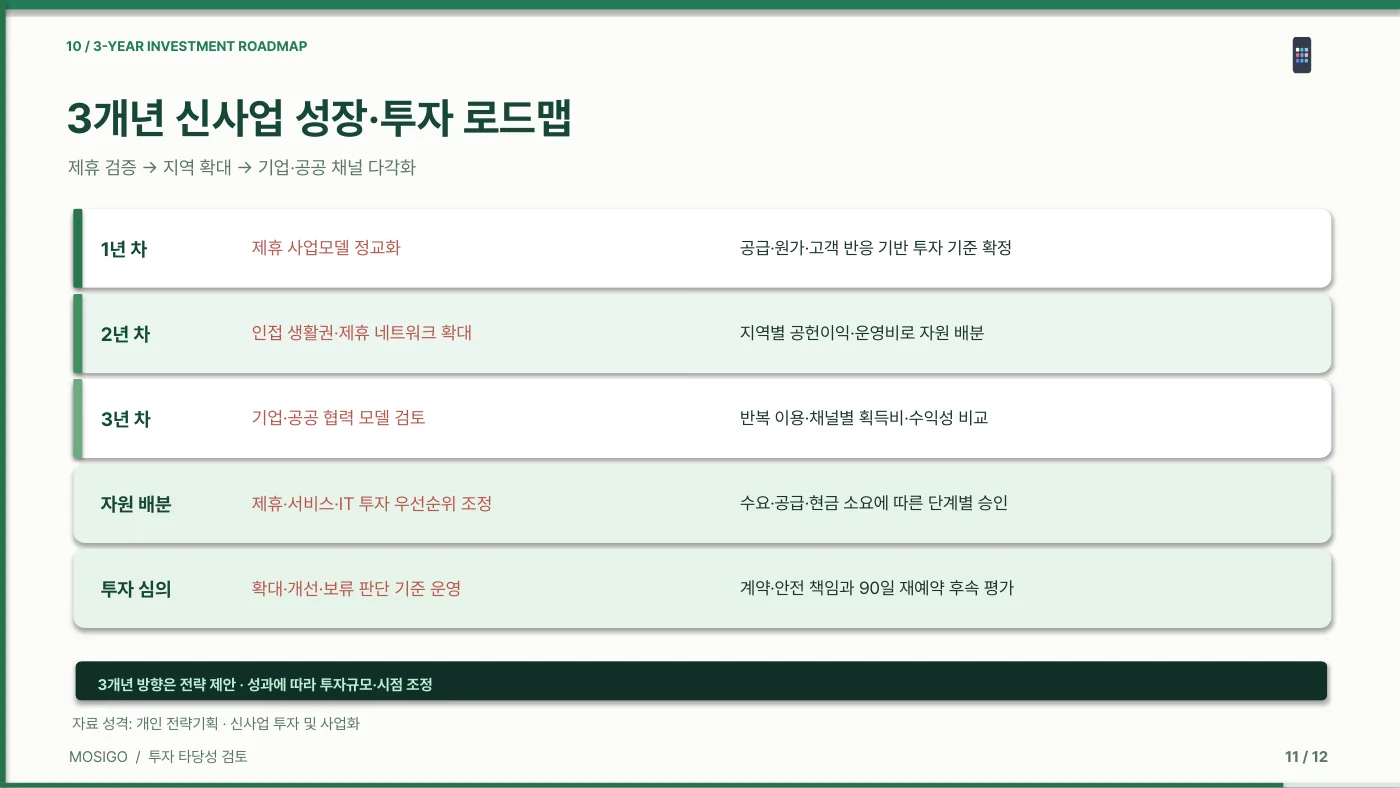 10 / 3-YEAR INVESTMENT ROADMAP
3개년 신사업 성장·투자 로드맵
제휴 검증 → 지역 확대 → 기업·공공 채널 다각화
1년 차 제휴 사업모델 정교화 공급·원가·고객 반응 기반 투자 기준 확정
2년 차 인접 생활권·제휴 네트워크 확대 지역별 공헌이익·운영비로 자원 배분
3년 차 기업·공공 협력 모델 검토 반복 이용·채널별 획득비·수익성 비교
자원 배분 제휴·서비스·IT 투자 우선순위 조정 수요·공급·현금 소요에 따른 단계별 승인
투자 심의 확대·개선·보류 판단 기준 운영 계약·안전 책임과 90일 재예약 후속 평가
3개년 방향은 전략 제안 · 성과에 따라 투자규모·시점 조정
자료 성격: 개인 전략기획 · 신사업 투자 및 사업화
MOSIGO / 투자 타당성 검토
11 / 12